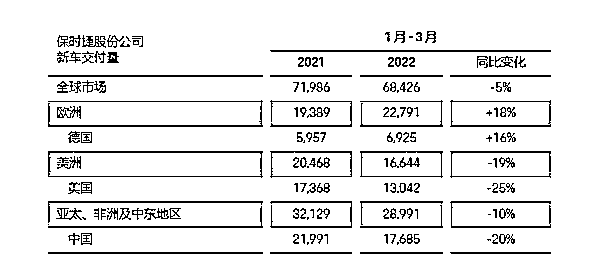 保时捷股份公司
新车交付量
1月-3月
2021 2022 同比变化
全球市场 71,986 68,426 -5%
欧洲 19,389 22,791 +18%
德国 5,957 6,925 +16%
美洲 20,468 16,644 -19%
美国 17,368 13,042 -25%
亚太、非洲及中东地区 32,129 28,991 -10%
中国 21,991 17,685 -20%